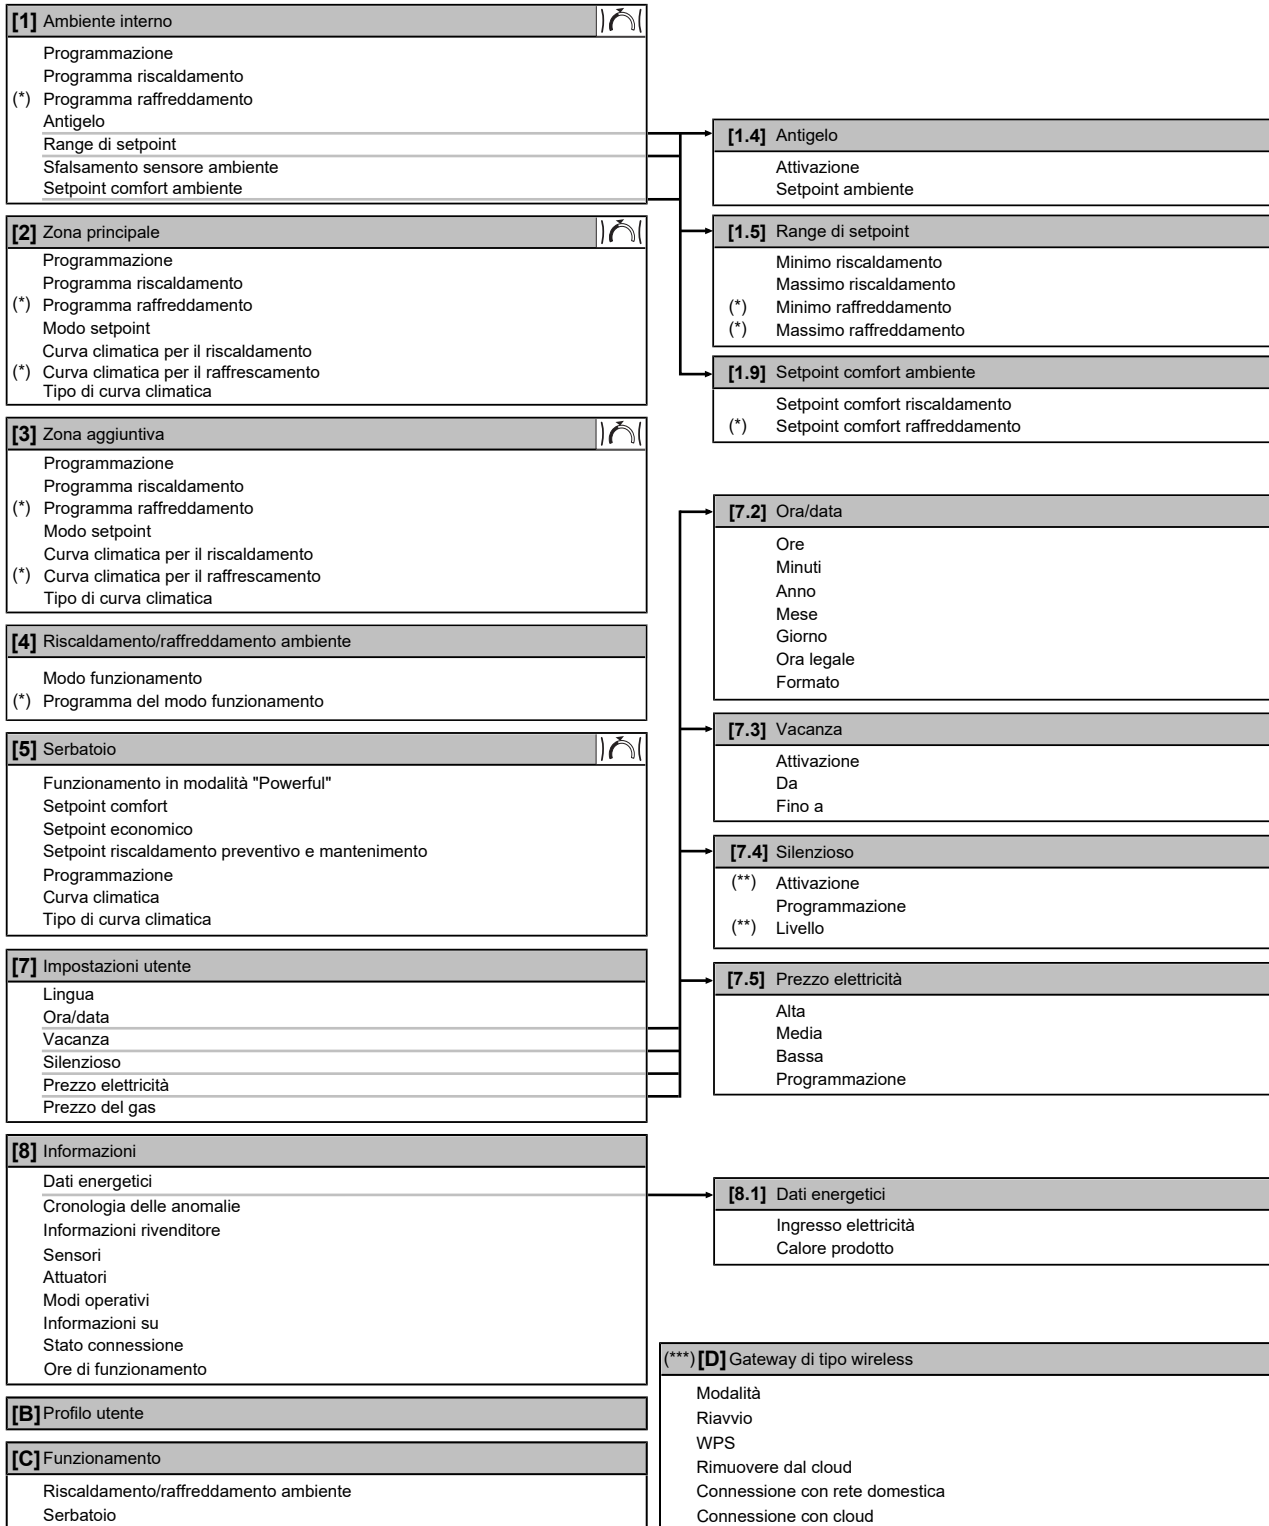 [1] Ambiente interno
Programmazione
Programma riscaldamento
(*) Programma raffreddamento
Antigelo
Range di setpoint
Sfalsamento sensore ambiente
Setpoint comfort ambiente
[2] Zona principale
Programmazione
Programma riscaldamento
(*) Programma raffreddamento
Modo setpoint
Curva climatica per il riscaldamento
(*) Curva climatica per il raffrescamento
Tipo di curva climatica
[3] Zona aggiuntiva
Programmazione
Programma riscaldamento
(*) Programma raffreddamento
Modo setpoint
Curva climatica per il riscaldamento
(*) Curva climatica per il raffrescamento
Tipo di curva climatica
[4] Riscaldamento/raffreddamento ambiente
Modo funzionamento
(*) Programma del modo funzionamento
[5] Serbatoio
Funzionamento in modalità "Powerful"
Setpoint comfort
Setpoint economico
Setpoint riscaldamento preventivo e mantenimento
Programmazione
Curva climatica
Tipo di curva climatica
[7] Impostazioni utente
Lingua
Ora/data
Vacanza
Silenzioso
Prezzo elettricità
Prezzo del gas
[8] Informazioni
Dati energetici
Cronologia delle anomalie
Informazioni rivenditore
Sensori
Attuatori
Modi operativi
Informazioni su
Stato connessione
Ore di funzionamento
[B] Profilo utente
[C] Funzionamento
Riscaldamento/raffreddamento ambiente
Serbatoio
[1.4] Antigelo
Attivazione
Setpoint ambiente
[1.5] Range di setpoint
Minimo riscaldamento
Massimo riscaldamento
(*) Minimo raffreddamento
(*) Massimo raffreddamento
[1.9] Setpoint comfort ambiente
Setpoint comfort riscaldamento
(*) Setpoint comfort raffreddamento
[7.2] Ora/data
Ore
Minuti
Anno
Mese
Giorno
Ora legale
Formato
[7.3] Vacanza
Attivazione
Da
Fino a
[7.4] Silenzioso
(**) Attivazione
Programmazione
(**) Livello
[7.5] Prezzo elettricità
Alta
Media
Bassa
Programmazione
[8.1] Dati energetici
Ingresso elettricità
Calore prodotto
(***) [D] Gateway di tipo wireless
Modalità
Riavvio
WPS
Rimuovere dal cloud
Connessione con rete domestica
Connessione con cloud